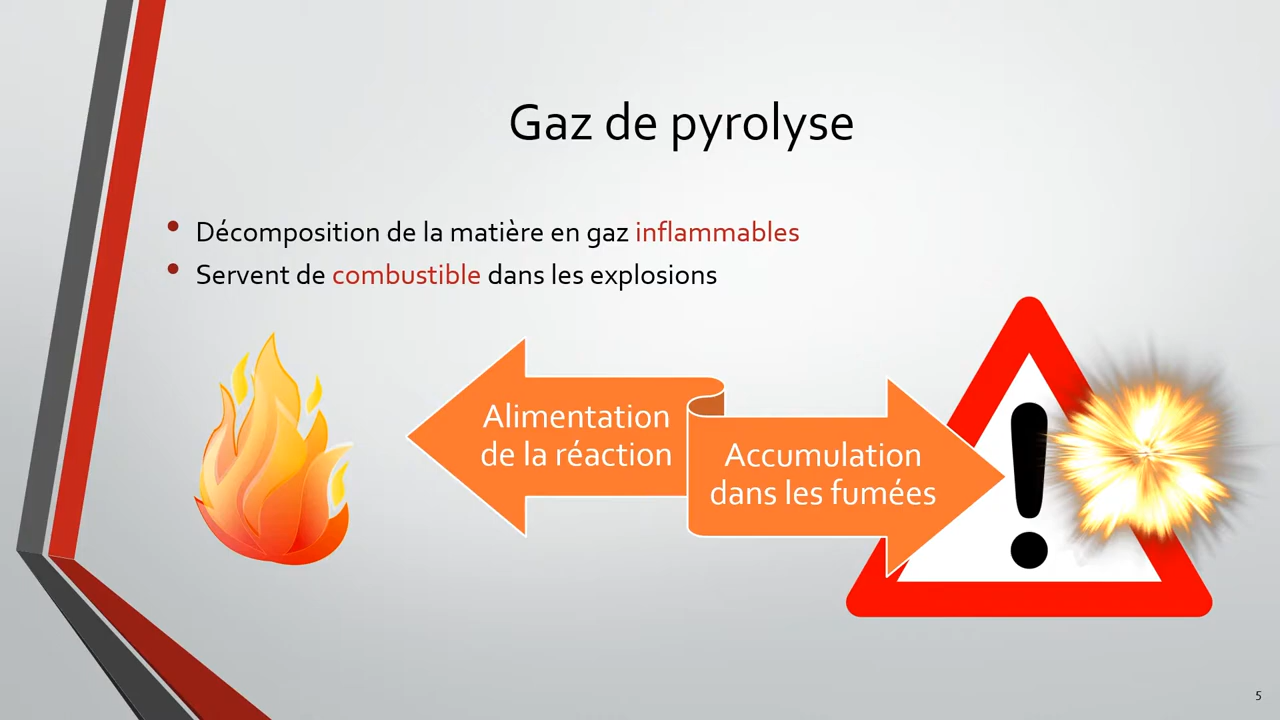 Gaz de pyrolyse
• Décomposition de la matière en gaz inflammables
• Servent de combustible dans les explosions
Alimentation
de la réaction
Accumulation
dans les fumées
!
5